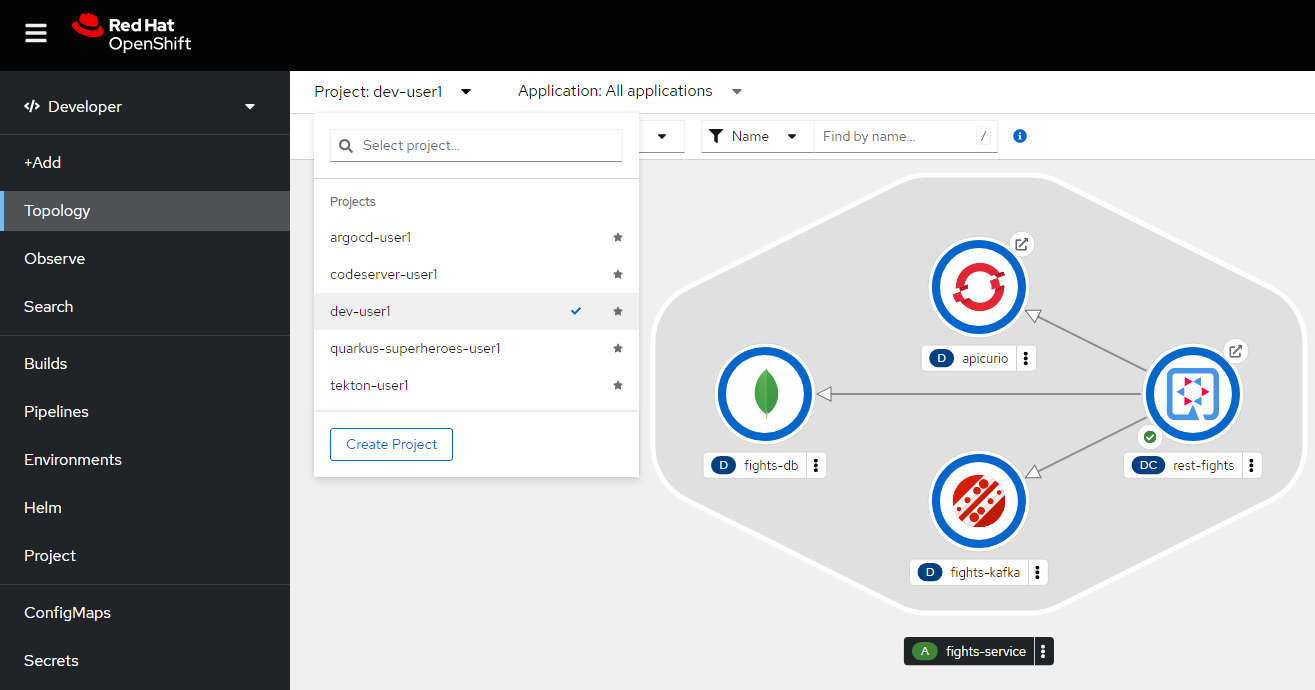 Red Hat
OpenShift
Developer
+Add
Topology
Observe
Search
Builds
Pipelines
Environments
Helm
Project
ConfigMaps
Secrets
Project: dev-user1
Application: All applications
Select project...
Name
Find by name...
/
Projects
argocd-user1
codeserver-user1
dev-user1
quarkus-superheroes-user1
tekton-user1
Create Project
D apicurio
D fights-db
DC rest-fights
D fights-kafka
A fights-service